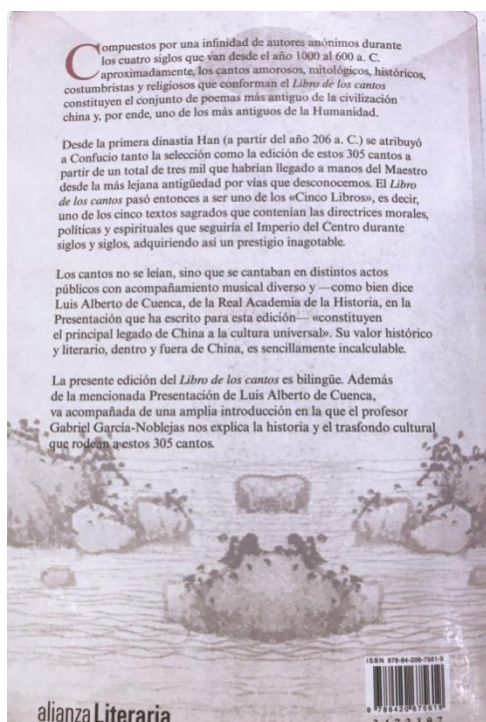 Compuestos por una infinidad de autores anónimos durante
los cuatro siglos que van desde el año 1000 al 600 a. C.
aproximadamente, los cantos amorosos, mitológicos, históricos,
costumbristas y religiosos que conforman el Libro de los cantos
constituyen el conjunto de poemas más antiguo de la civilización
china y, por ende, uno de los más antiguos de la Humanidad.
Desde la primera dinastía Han (a partir del año 206 a. C.) se atribuyó
a Confucio tanto la selección como la edición de estos 305 cantos a
partir de un total de tres mil que habrían llegado a manos del Maestro
desde la más lejana antigüedad por vías que desconocemos. El Libro
de los cantos pasó entonces a ser uno de los «Cinco Libros», es decir,
uno de los cinco textos sagrados que contenían las directrices morales,
políticas y espirituales que seguiría el Imperio del Centro durante
siglos y siglos, adquiriendo así un prestigio inagotable.
Los cantos no se leían, sino que se cantaban en distintos actos
públicos con acompañamiento musical diverso y —como bien dice
Luis Alberto de Cuenca, de la Real Academia de la Historia, en la
Presentación que ha escrito para esta edición— «constituyen
el principal legado de China a la cultura universal». Su valor histórico
y literario, dentro y fuera de China, es sencillamente incalculable.
La presente edición del Libro de los cantos es bilingüe. Además
de la mencionada Presentación de Luis Alberto de Cuenca,
va acompañada de una amplia introducción en la que el profesor
Gabriel García-Noblejas nos explica la historia y el trasfondo cultural
que rodean a estos 305 cantos.
ISBN 978-84-206-7561-9
9 788420 675619
alianza Literaria